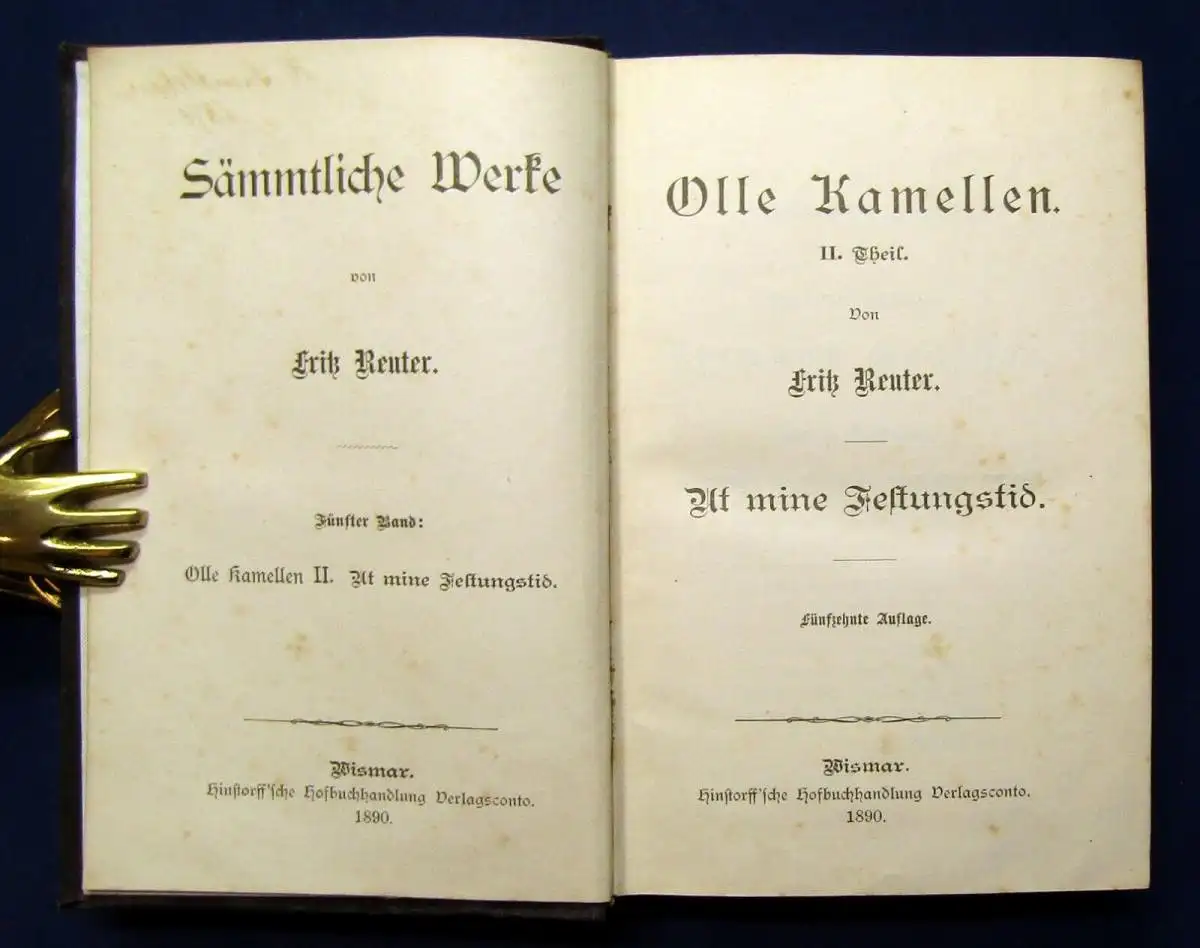 Sämmtliche Werke
von
Fritz Reuter.
Fünfter Band:
Olle Kamellen II. Ut mine Festungstid.
Wismar.
Hinstorff'sche Hofbuchhandlung Verlagsconto.
1890.
Olle Kamellen.
II. Theil.
Von
Fritz Reuter.
Ut mine Festungstid.
Fünfzehnte Auflage.
Wismar.
Hinstorff'sche Hofbuchhandlung Verlagsconto.
1890.